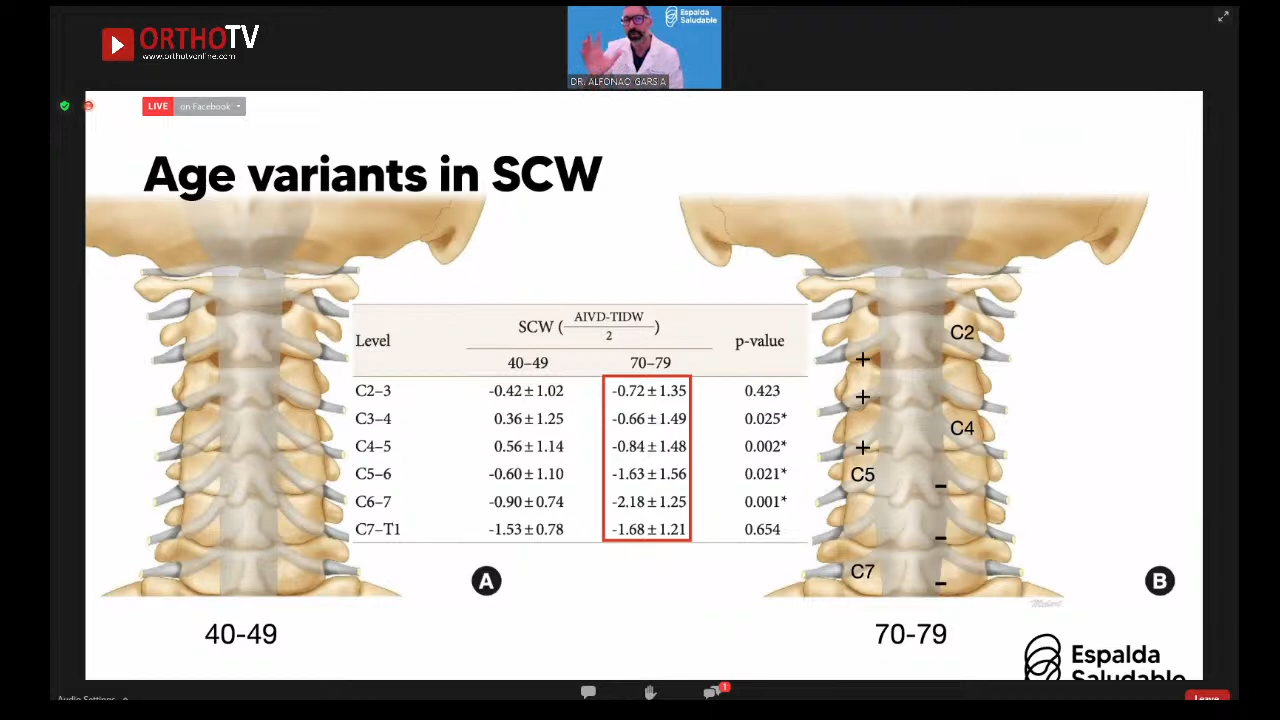 ORTHOTV
www.orthotvonline.com
Espalda
Saludable
DR. ALFONAO GARSIA
LIVE
on Facebook
Age variants in SCW
Level
SCW (AIVD-TIDW / 2)
p-value
40–49
70–79
C2–3 -0.42 ± 1.02 -0.72 ± 1.35 0.423
C3–4 0.36 ± 1.25 -0.66 ± 1.49 0.025*
C4–5 0.56 ± 1.14 -0.84 ± 1.48 0.002*
C5–6 -0.60 ± 1.10 -1.63 ± 1.56 0.021*
C6–7 -0.90 ± 0.74 -2.18 ± 1.25 0.001*
C7–T1 -1.53 ± 0.78 -1.68 ± 1.21 0.654
C2
+
+
C4
+
C5
-
-
C7
-
A
B
40-49
70-79
Espalda
Saludable
Audio Settings
1
Leave